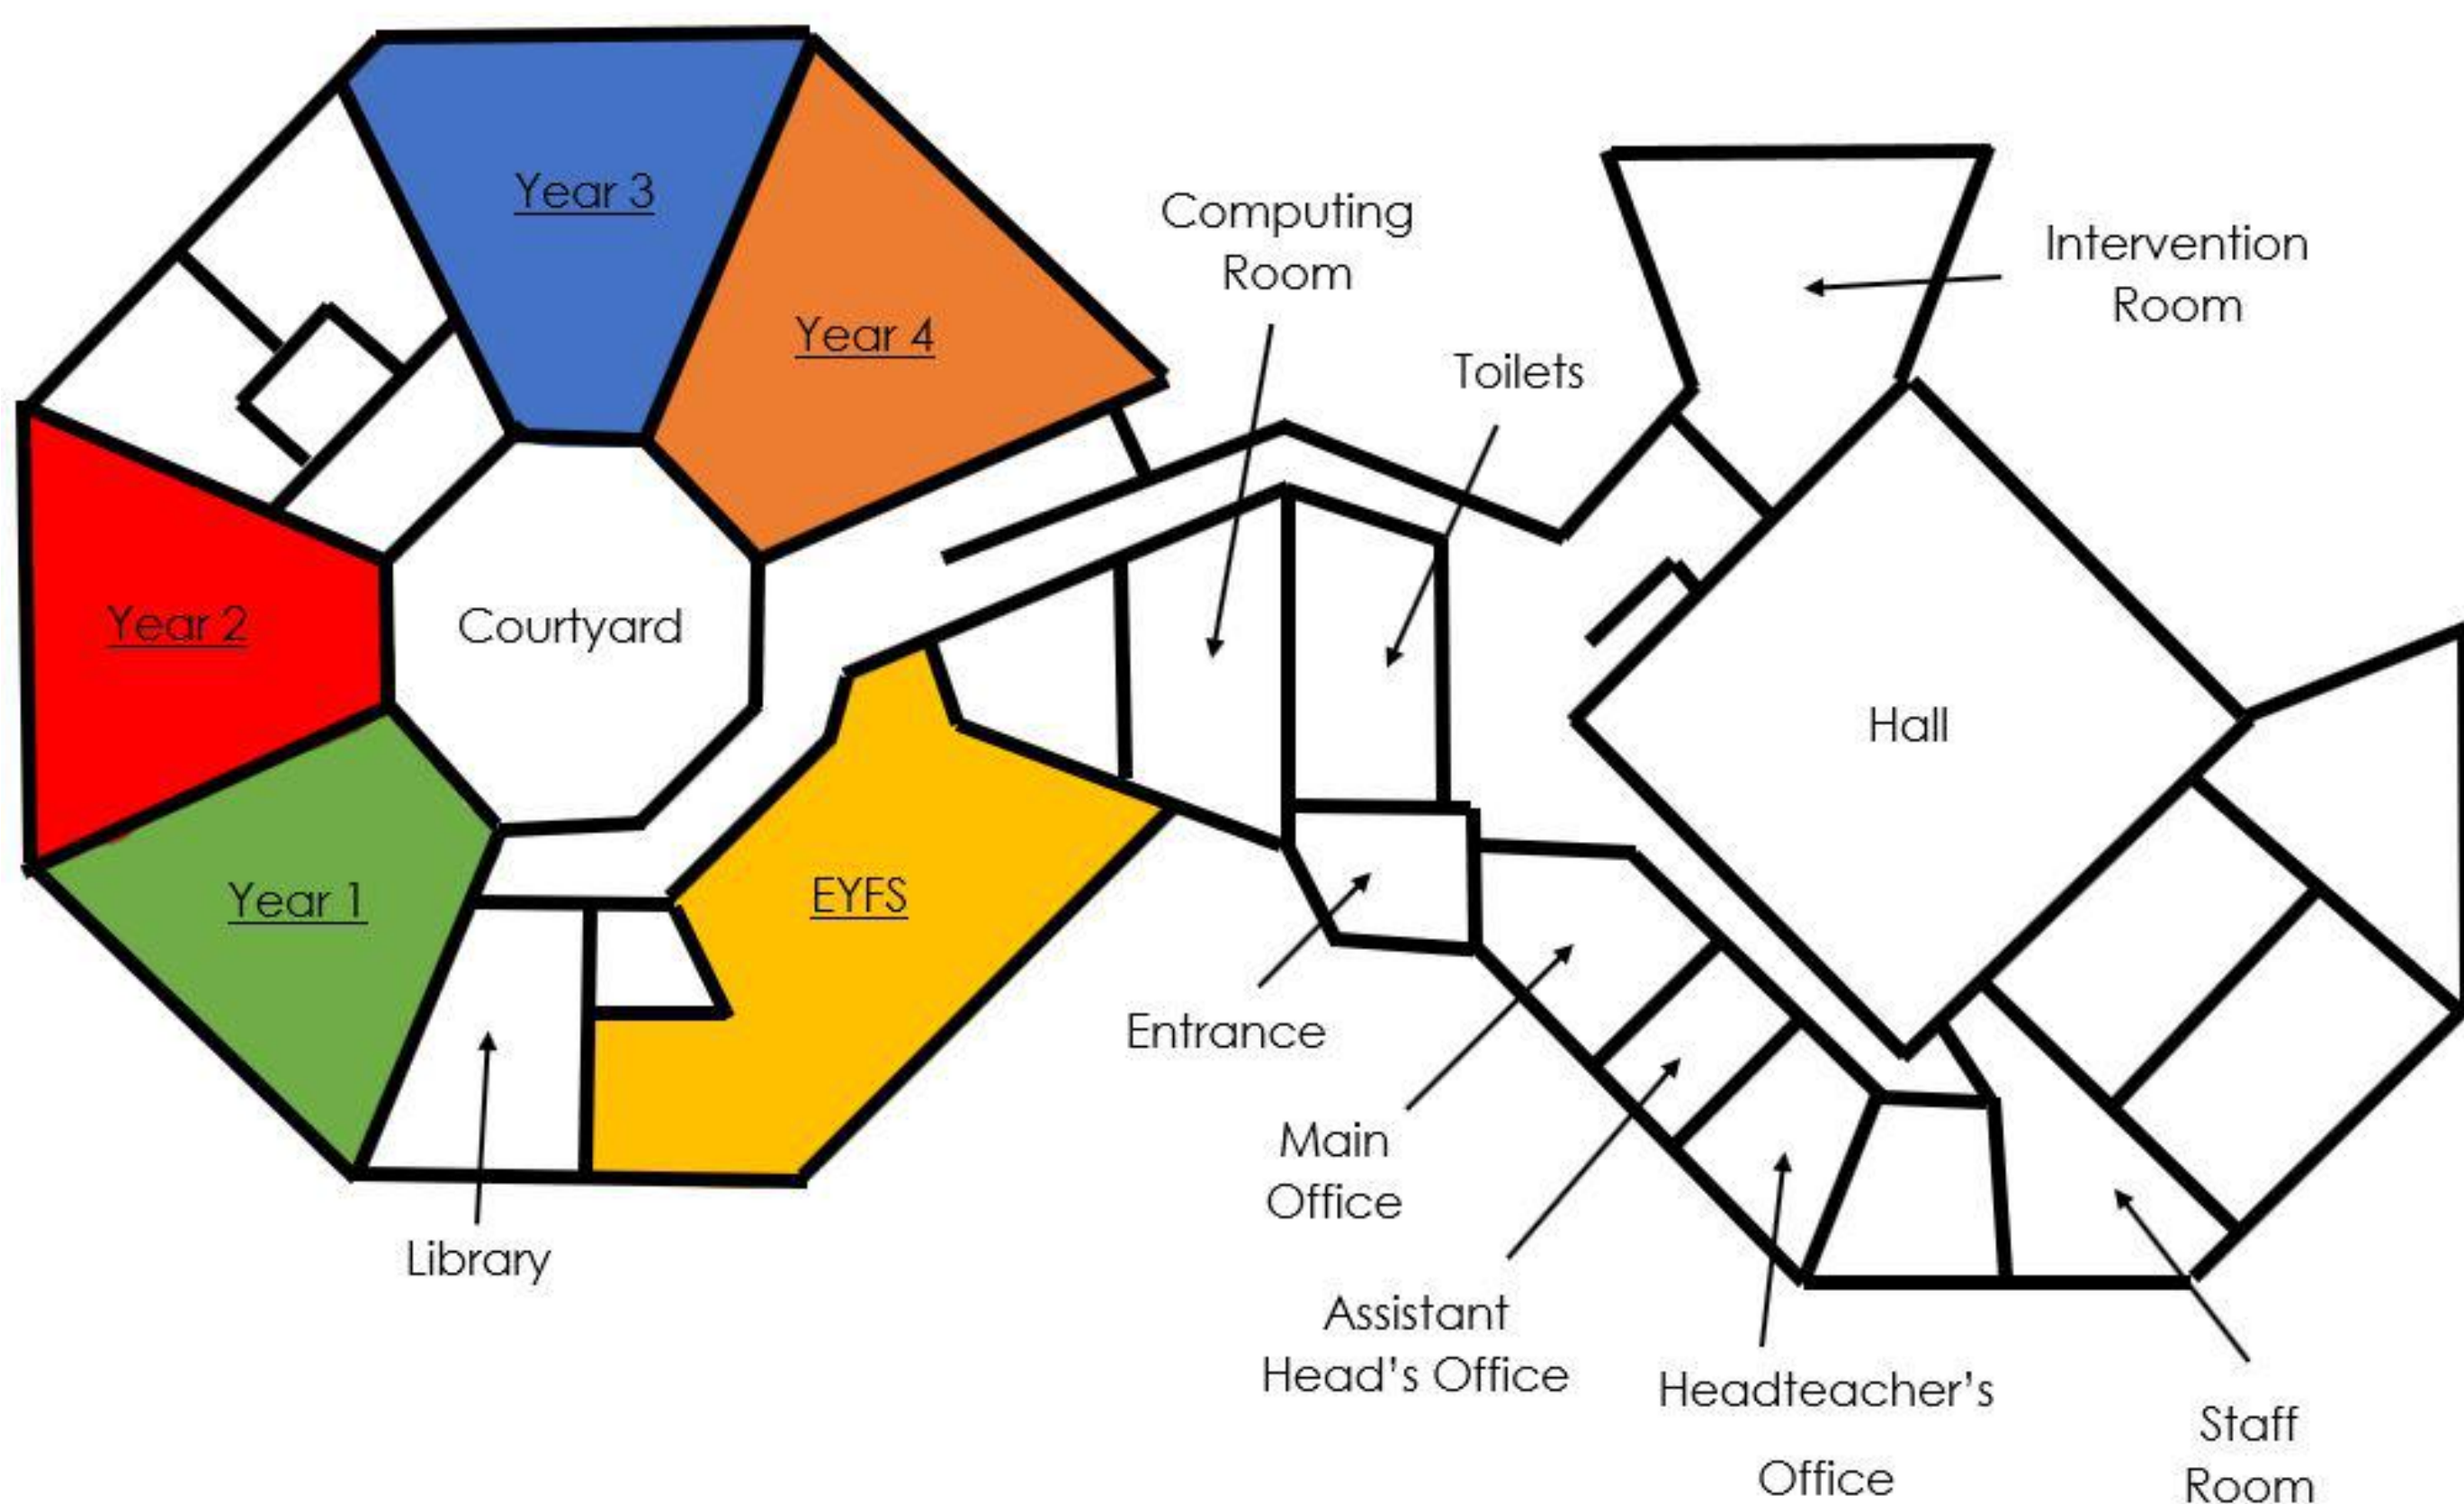 Year 3
Year 4
Computing
Room
Intervention
Room
Toilets
Year 2
Courtyard
Hall
Year 1
EYFS
Entrance
Main
Office
Library
Assistant
Head's Office
Headteacher's
Office
Staff
Room